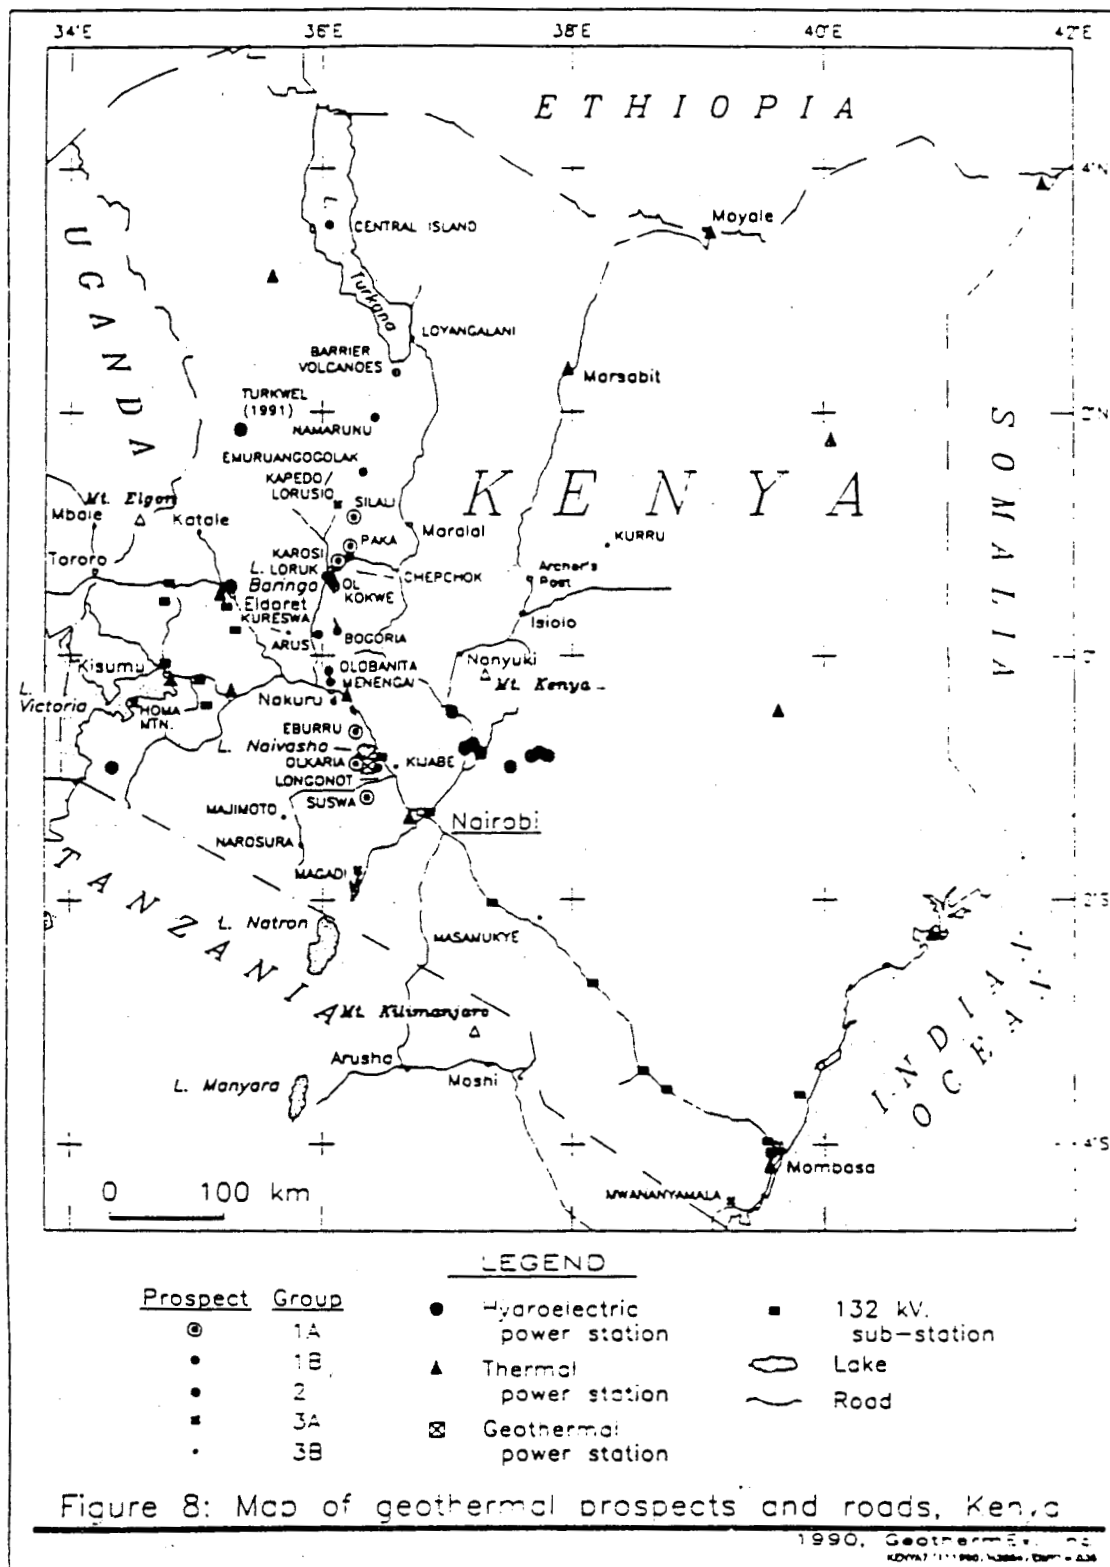 34°E 36°E 38°E 40°E 42°E
ETHIOPIA
4°N
Moyale
UGANDA
L.
CENTRAL ISLAND
Turkana
LOYANGALANI
BARRIER
VOLCANOES
Marsabit
TURKWEL
(1991)
2°N
NAMARUNU
SOMALIA
EMURUANGOGOLAK
KAPEDO/
LORUSIO
KENYA
Mt. Elgon
SILALI
Mbale
Katale
Maralal
KURRU
PAKA
Tororo
KAROSI
L. LORUK
CHEPCHOK
Archer's
Post
Baringo
OL
KOKWE
Eldoret
KURESWA
Isiolo
ARUS
BOGORIA
Kisumu
OLOBANITA
Nanyuki
0°
MENENGAI
Mt. Kenya
L.
Victoria
HOMA
MTN.
Nakuru
EBURRU
L. Naivasha
OLKARIA
KIJABE
LONGONOT
SUSWA
MAJIMOTO
Nairobi
NAROSURA
TANZANIA
MAGADI
2°S
L. Natron
MASAMUKYE
INDIAN
OCEAN
Mt. Kilimanjaro
Arusha
Moshi
L. Manyara
4°S
Mombasa
MWANANYAMALA
0 100 km
LEGEND
Prospect Group
1A
1B
2
3A
3B
Hydroelectric
power station
Thermal
power station
Geothermal
power station
132 kV.
sub-station
Lake
Road
Figure 8: Map of geothermal prospects and roads, Kenya
1990, GeothermEx, Inc.